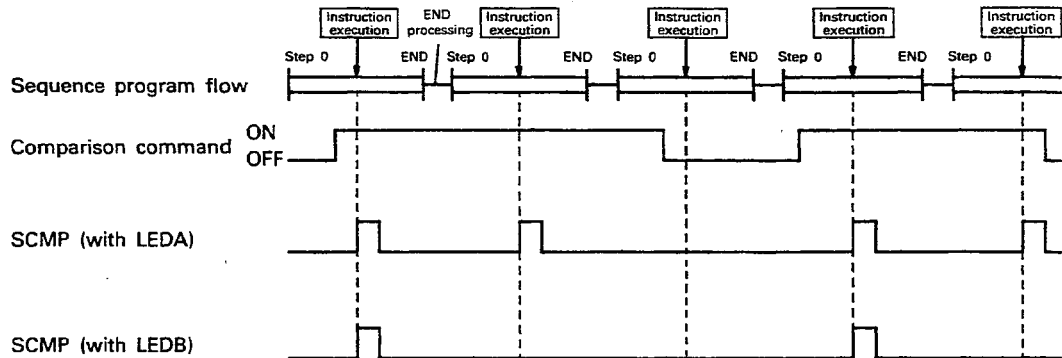 Instruction execution
END processing
Instruction execution
Instruction execution
Instruction execution
Instruction execution
Step 0 END Step 0 END Step 0 END Step 0 END Step 0
Sequence program flow
ON
Comparison command
OFF
SCMP (with LEDA)
SCMP (with LEDB)